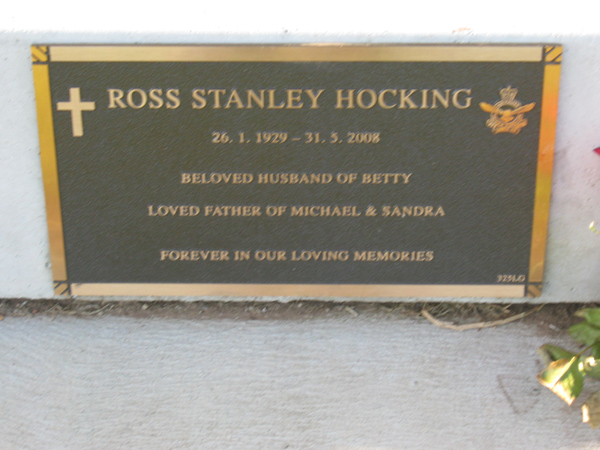 ROSS STANLEY HOCKING
26. 1. 1929 – 31. 5. 2008
BELOVED HUSBAND OF BETTY
LOVED FATHER OF MICHAEL & SANDRA
FOREVER IN OUR LOVING MEMORIES
325LG